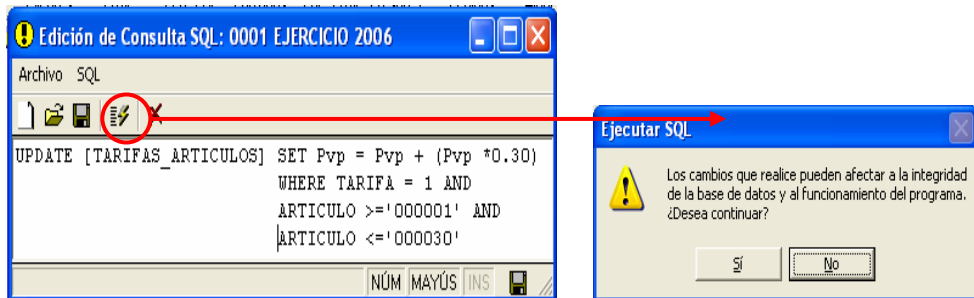 Edición de Consulta SQL: 0001 EJERCICIO 2006
Archivo SQL
UPDATE [TARIFAS_ARTICULOS] SET Pvp = Pvp + (Pvp *0.30)
WHERE TARIFA = 1 AND
ARTICULO >='000001' AND
ARTICULO <='000030'
NÚM MAYÚS INS
Ejecutar SQL
Los cambios que realice pueden afectar a la integridad
de la base de datos y al funcionamiento del programa.
¿Desea continuar?
Sí No